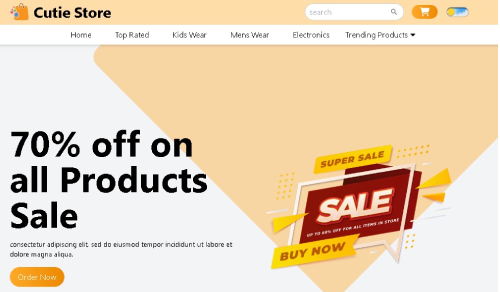 Cutie Store
search
Home Top Rated Kids Wear Mens Wear Electronics Trending Products
70% off on
all Products
Sale
consectetur adipiscing elit, sed do eiusmod tempor incididunt ut labore et
dolore magna aliqua.
Order Now
SUPER SALE
SALE
UP TO 50% OFF FOR ALL ITEMS IN STORE
BUY NOW